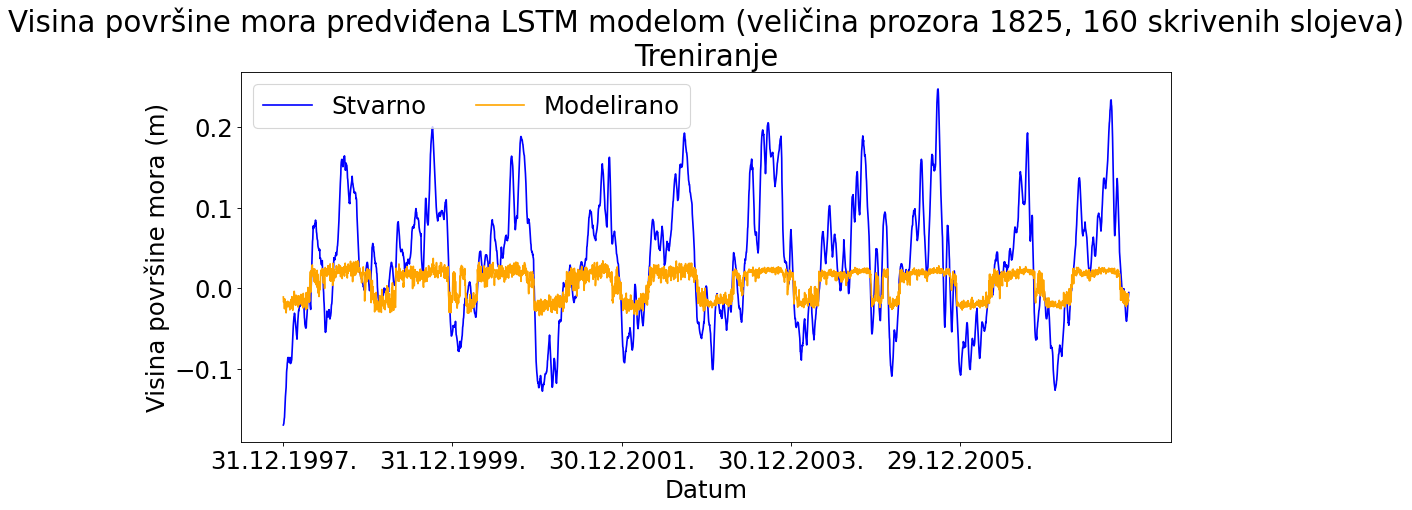 Visina površine mora predviđena LSTM modelom (veličina prozora 1825, 160 skrivenih slojeva)
Treniranje
Stvarno Modelirano
Visina površine mora (m)
0.2
0.1
0.0
−0.1
31.12.1997. 31.12.1999. 30.12.2001. 30.12.2003. 29.12.2005.
Datum